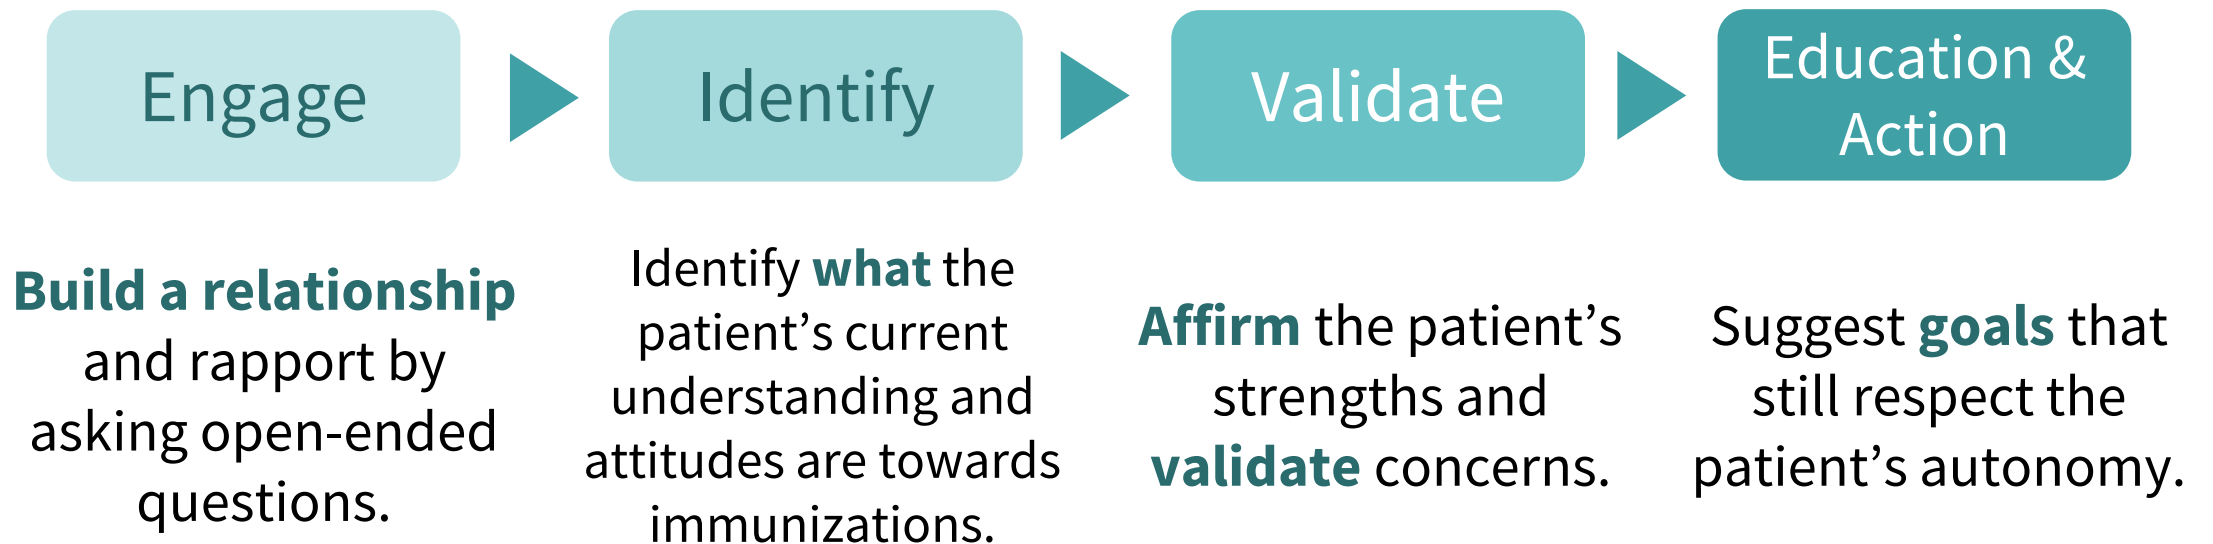 Engage
Identify
Validate
Education &
Action
Build a relationship
and rapport by
asking open-ended
questions.
Identify what the
patient’s current
understanding and
attitudes are towards
immunizations.
Affirm the patient’s
strengths and
validate concerns.
Suggest goals that
still respect the
patient’s autonomy.